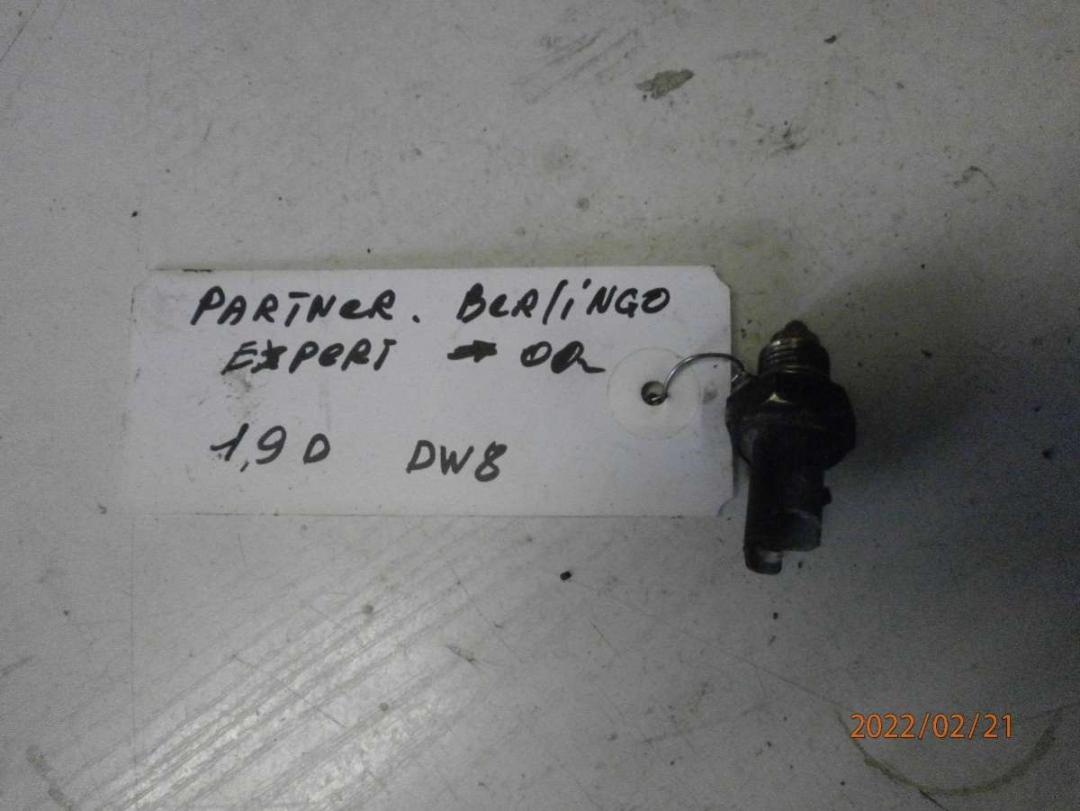 PARTNER. BERlINGO
EXPERT → 00
1,9 D DW8
2022/02/21